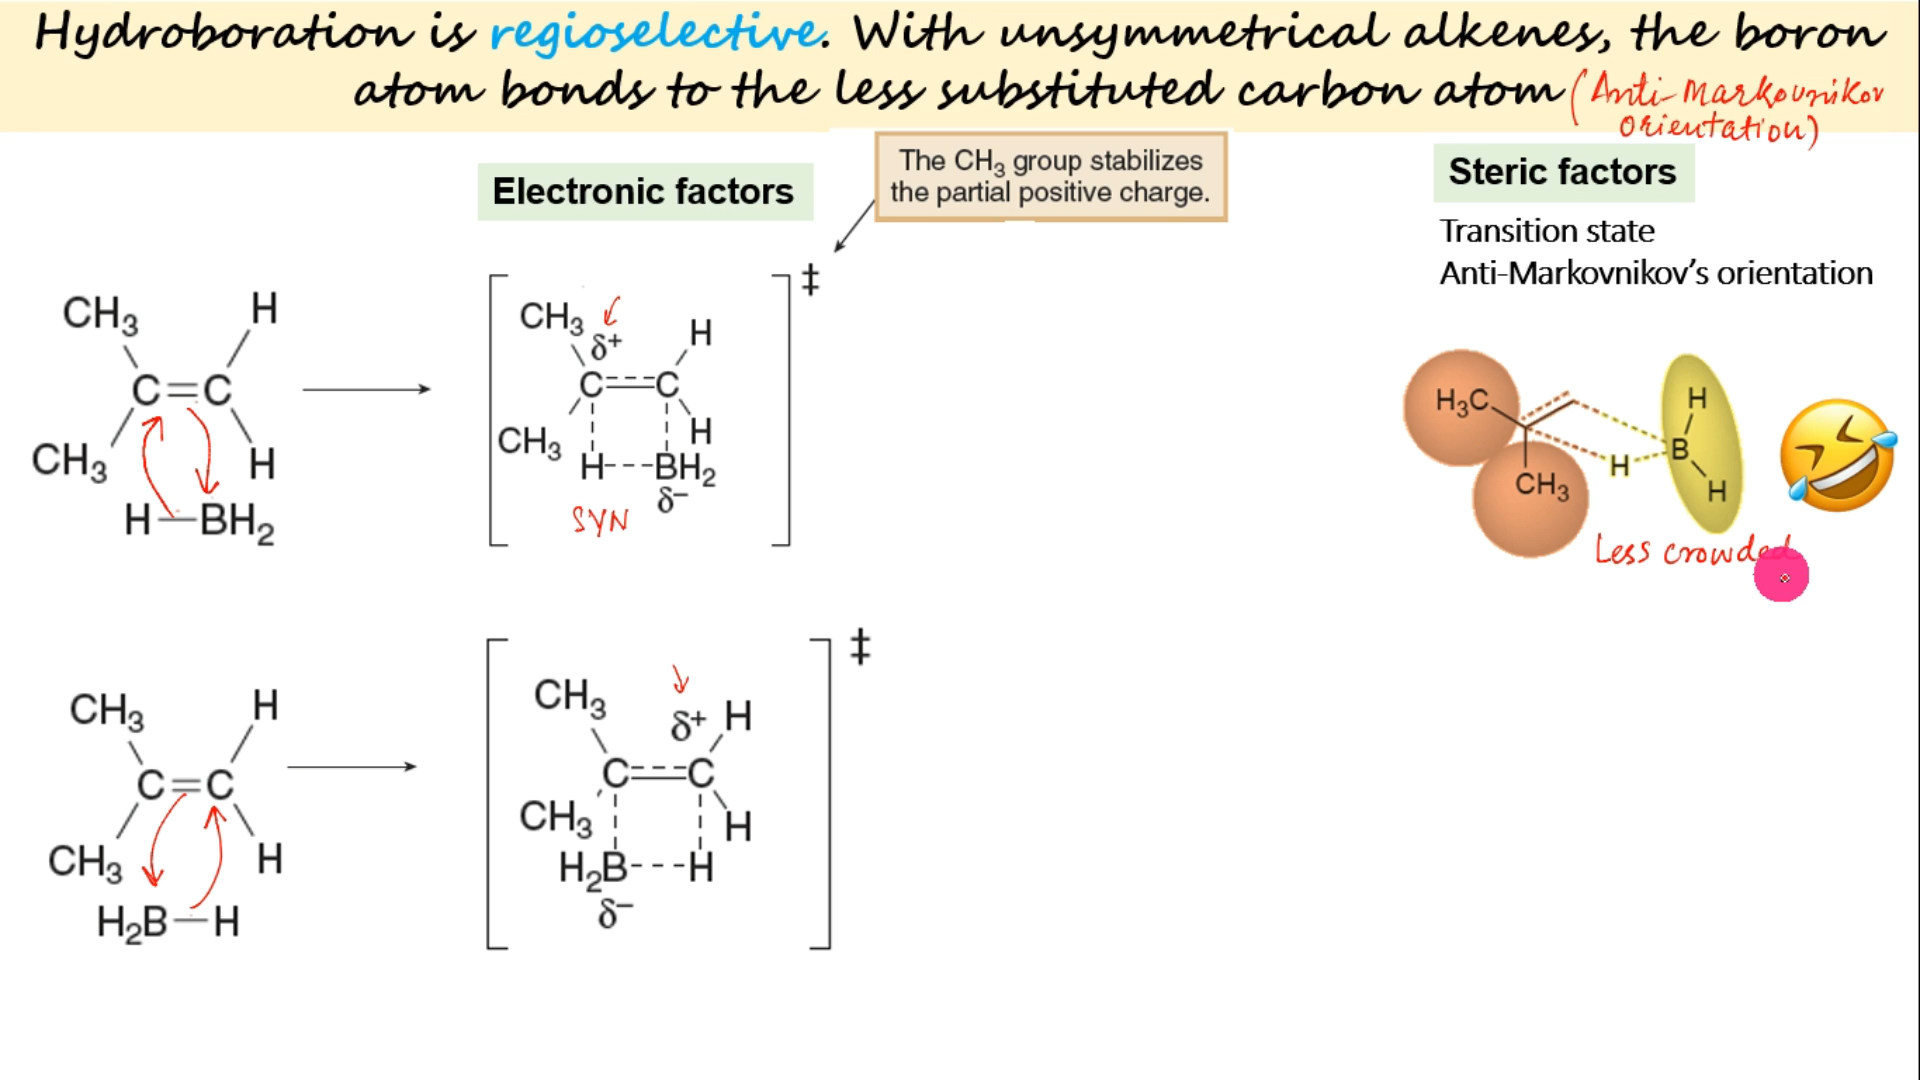 Hydroboration is regioselective. With unsymmetrical alkenes, the boron
atom bonds to the less substituted carbon atom (Anti-Markovnikov
Orientation)
Electronic factors
The CH₃ group stabilizes
the partial positive charge.
Steric factors
Transition state
Anti-Markovnikov’s orientation
CH₃ H
C=C
CH₃ H
H—BH₂
CH₃ δ+ H ‡
C=C
CH₃ H
H---BH₂
δ−
SYN
H₃C
CH₃
H
B
H
H
Less crowded
CH₃ H
C=C
CH₃ H
H₂B—H
CH₃ δ+ H ‡
C=C
CH₃ H
H₂B---H
δ−